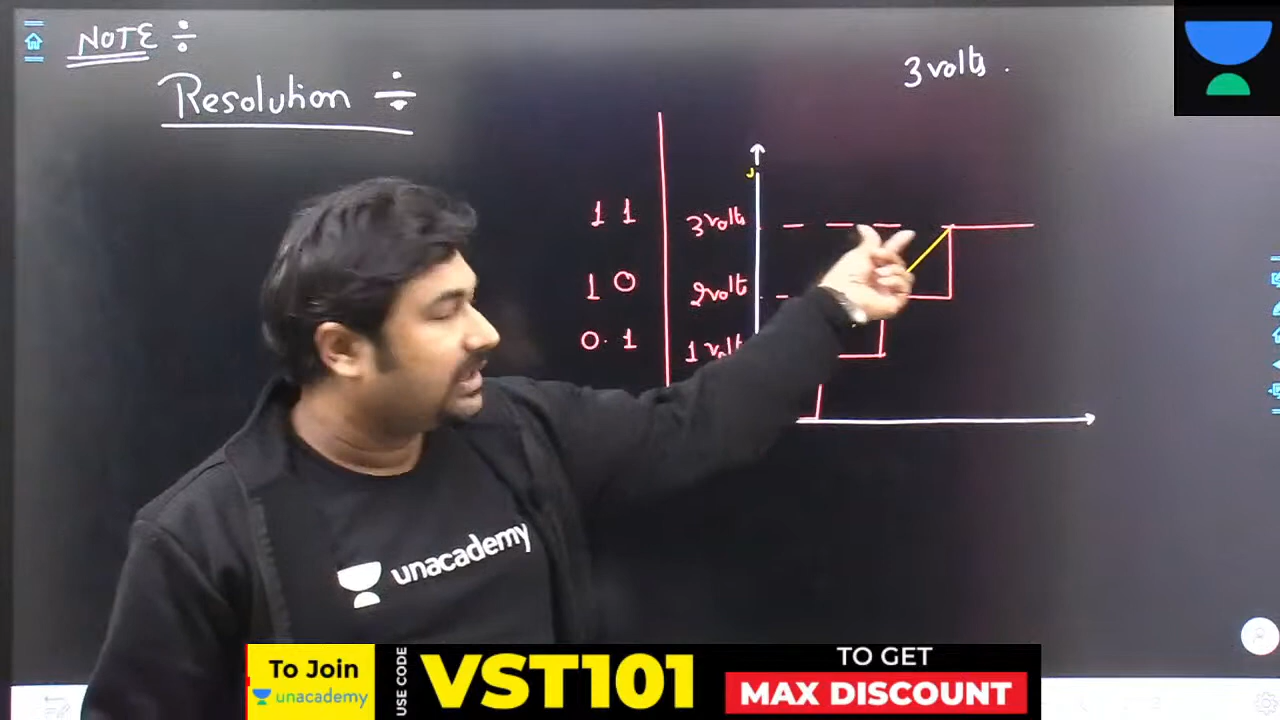 NOTE ÷
3 volts .
Resolution ÷
1 1 3 volts
1 0 2 volt
0 1 1 volt
unacademy
To Join
unacademy
USE CODE
VST101
TO GET
MAX DISCOUNT